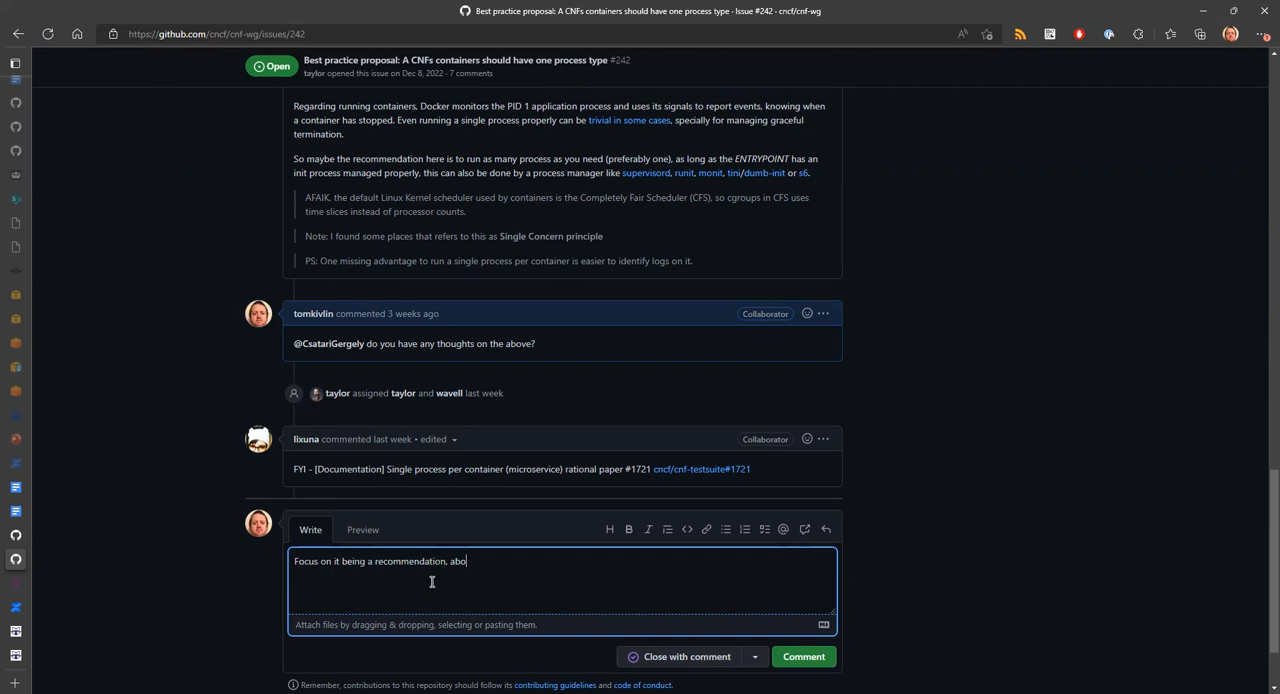 Best practice proposal: A CNFs containers should have one process type · Issue #242 · cncf/cnf-wg
https://github.com/cncf/cnf-wg/issues/242
Open
Best practice proposal: A CNFs containers should have one process type #242
taylor opened this issue on Dec 8, 2022 · 7 comments
Regarding running containers, Docker monitors the PID 1 application process and uses its signals to report events, knowing when
a container has stopped. Even running a single process properly can be trivial in some cases, specially for managing graceful
termination.
So maybe the recommendation here is to run as many process as you need (preferably one), as long as the ENTRYPOINT has an
init process managed properly, this can also be done by a process manager like supervisord, runit, monit, tini/dumb-init or s6.
AFAIK, the default Linux Kernel scheduler used by containers is the Completely Fair Scheduler (CFS), so cgroups in CFS uses
time slices instead of processor counts.
Note: I found some places that refers to this as Single Concern principle
PS: One missing advantage to run a single process per container is easier to identify logs on it.
tomkivlin commented 3 weeks ago
Collaborator
@CsatariGergely do you have any thoughts on the above?
taylor assigned taylor and wavell last week
lixuna commented last week • edited
Collaborator
FYI - [Documentation] Single process per container (microservice) rational paper #1721 cncf/cnf-testsuite#1721
Write
Preview
Focus on it being a recommendation, abo
Attach files by dragging & dropping, selecting or pasting them.
Close with comment
Comment
Remember, contributions to this repository should follow its contributing guidelines and code of conduct.